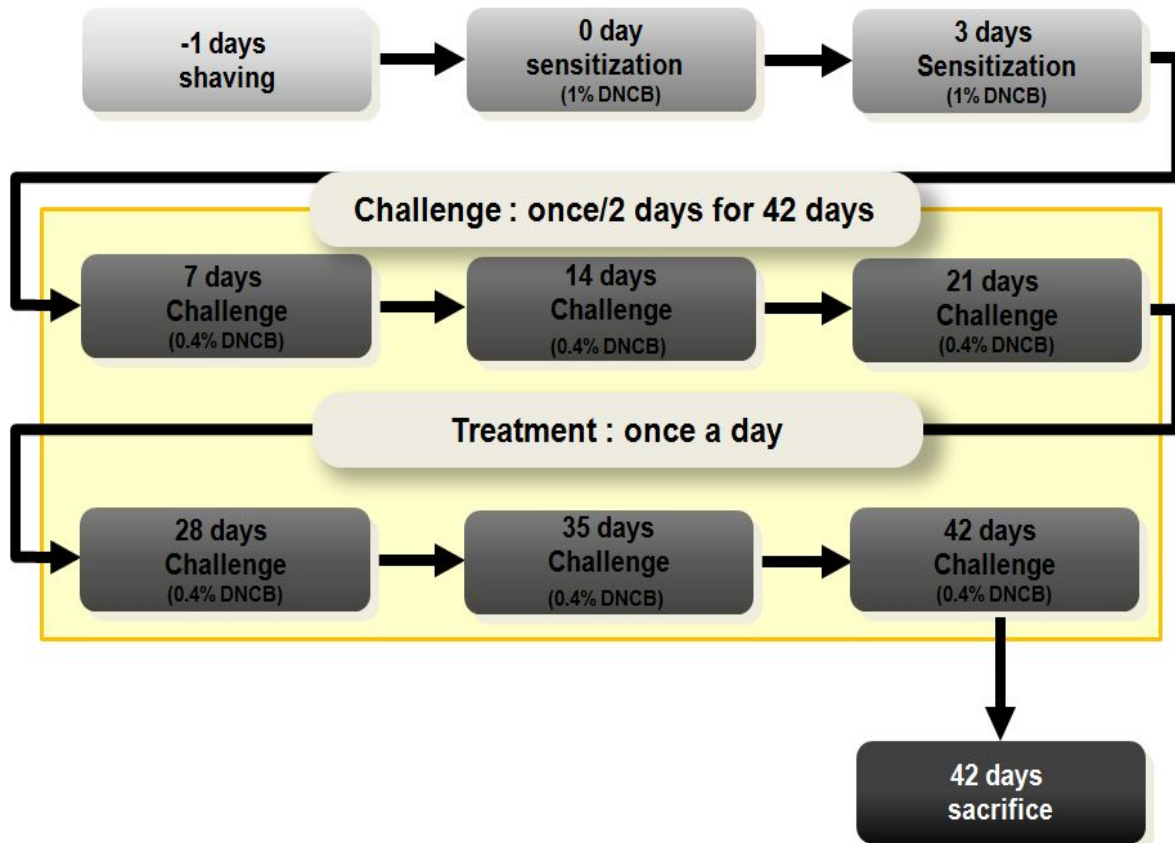 -1 days
shaving
0 day
sensitization
(1% DNCB)
3 days
Sensitization
(1% DNCB)
Challenge : once/2 days for 42 days
7 days
Challenge
(0.4% DNCB)
14 days
Challenge
(0.4% DNCB)
21 days
Challenge
(0.4% DNCB)
Treatment : once a day
28 days
Challenge
(0.4% DNCB)
35 days
Challenge
(0.4% DNCB)
42 days
Challenge
(0.4% DNCB)
42 days
sacrifice